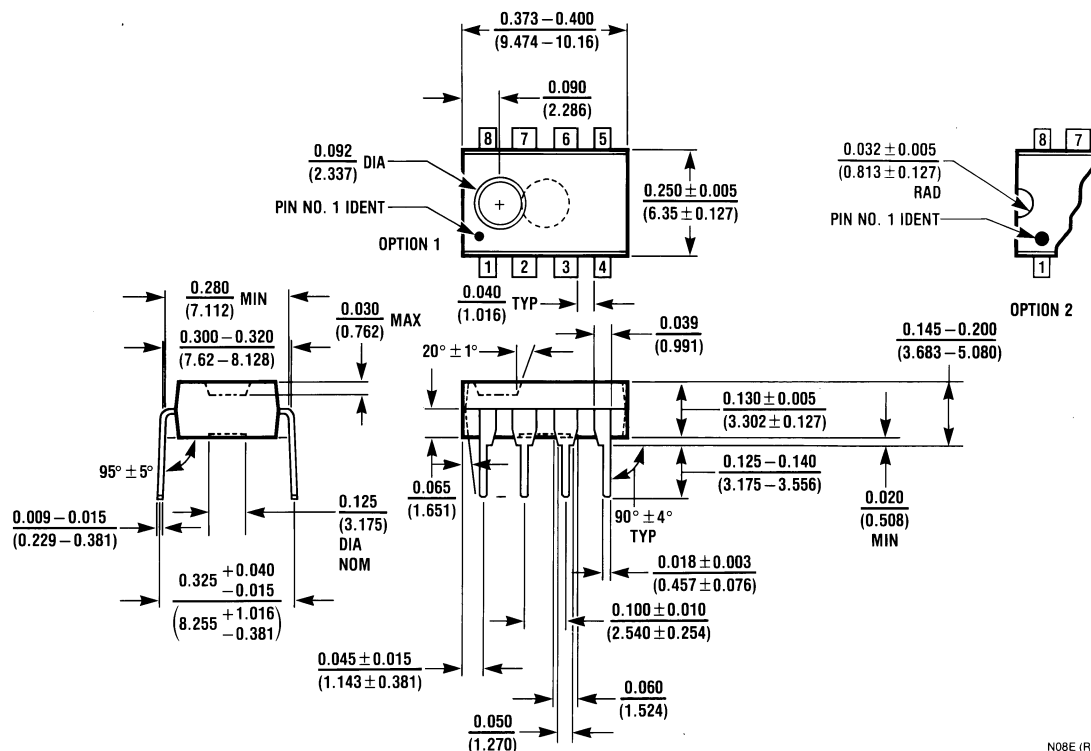 0.373 – 0.400
(9.474 – 10.16)
0.090
(2.286)
8 7 6 5
0.092 DIA
(2.337)
PIN NO. 1 IDENT
OPTION 1
0.250 ± 0.005
(6.35 ± 0.127)
1 2 3 4
0.032 ± 0.005
(0.813 ± 0.127)
RAD
PIN NO. 1 IDENT
8 7
1
OPTION 2
0.280 MIN
(7.112)
0.300 – 0.320
(7.62 – 8.128)
0.030 MAX
(0.762)
0.040 TYP
(1.016)
20° ± 1°
0.039
(0.991)
0.145 – 0.200
(3.683 – 5.080)
0.130 ± 0.005
(3.302 ± 0.127)
95° ± 5°
0.065
(1.651)
0.125 – 0.140
(3.175 – 3.556)
90° ± 4°
TYP
0.020
(0.508)
MIN
0.009 – 0.015
(0.229 – 0.381)
0.125
(3.175)
DIA
NOM
0.018 ± 0.003
(0.457 ± 0.076)
0.325 +0.040
−0.015
(8.255 +1.016
−0.381)
0.100 ± 0.010
(2.540 ± 0.254)
0.045 ± 0.015
(1.143 ± 0.381)
0.060
(1.524)
0.050
(1.270)
N08E (R